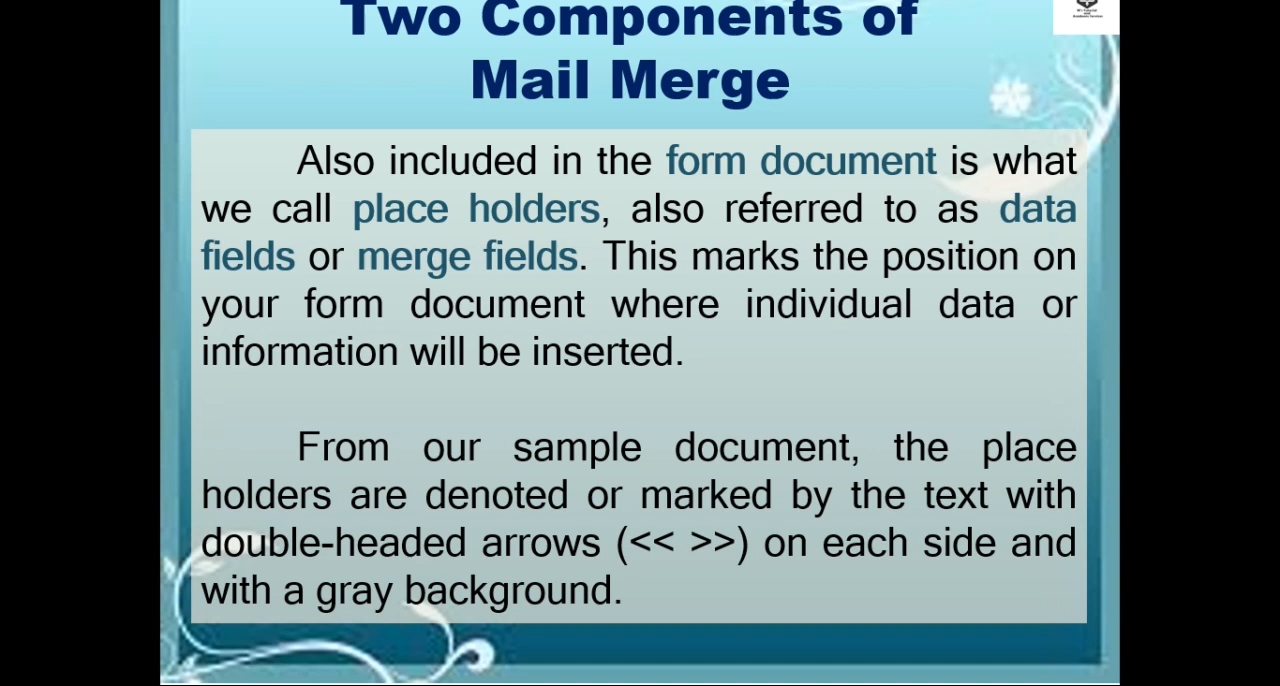 Two Components of
Mail Merge
Also included in the form document is what
we call place holders, also referred to as data
fields or merge fields. This marks the position on
your form document where individual data or
information will be inserted.
From our sample document, the place
holders are denoted or marked by the text with
double-headed arrows (<< >>) on each side and
with a gray background.